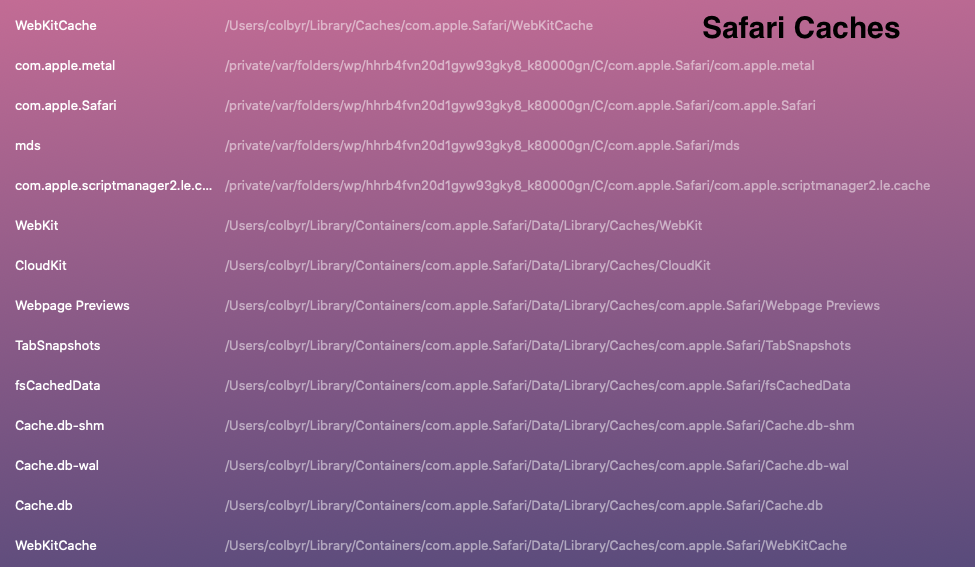 Safari Caches
WebKitCache /Users/colbyr/Library/Caches/com.apple.Safari/WebKitCache
com.apple.metal /private/var/folders/wp/hhrb4fvn20d1gyw93gky8_k80000gn/C/com.apple.Safari/com.apple.metal
com.apple.Safari /private/var/folders/wp/hhrb4fvn20d1gyw93gky8_k80000gn/C/com.apple.Safari/com.apple.Safari
mds /private/var/folders/wp/hhrb4fvn20d1gyw93gky8_k80000gn/C/com.apple.Safari/mds
com.apple.scriptmanager2.le.c... /private/var/folders/wp/hhrb4fvn20d1gyw93gky8_k80000gn/C/com.apple.Safari/com.apple.scriptmanager2.le.cache
WebKit /Users/colbyr/Library/Containers/com.apple.Safari/Data/Library/Caches/WebKit
CloudKit /Users/colbyr/Library/Containers/com.apple.Safari/Data/Library/Caches/CloudKit
Webpage Previews /Users/colbyr/Library/Containers/com.apple.Safari/Data/Library/Caches/com.apple.Safari/Webpage Previews
TabSnapshots /Users/colbyr/Library/Containers/com.apple.Safari/Data/Library/Caches/com.apple.Safari/TabSnapshots
fsCachedData /Users/colbyr/Library/Containers/com.apple.Safari/Data/Library/Caches/com.apple.Safari/fsCachedData
Cache.db-shm /Users/colbyr/Library/Containers/com.apple.Safari/Data/Library/Caches/com.apple.Safari/Cache.db-shm
Cache.db-wal /Users/colbyr/Library/Containers/com.apple.Safari/Data/Library/Caches/com.apple.Safari/Cache.db-wal
Cache.db /Users/colbyr/Library/Containers/com.apple.Safari/Data/Library/Caches/com.apple.Safari/Cache.db
WebKitCache /Users/colbyr/Library/Containers/com.apple.Safari/Data/Library/Caches/com.apple.Safari/WebKitCache